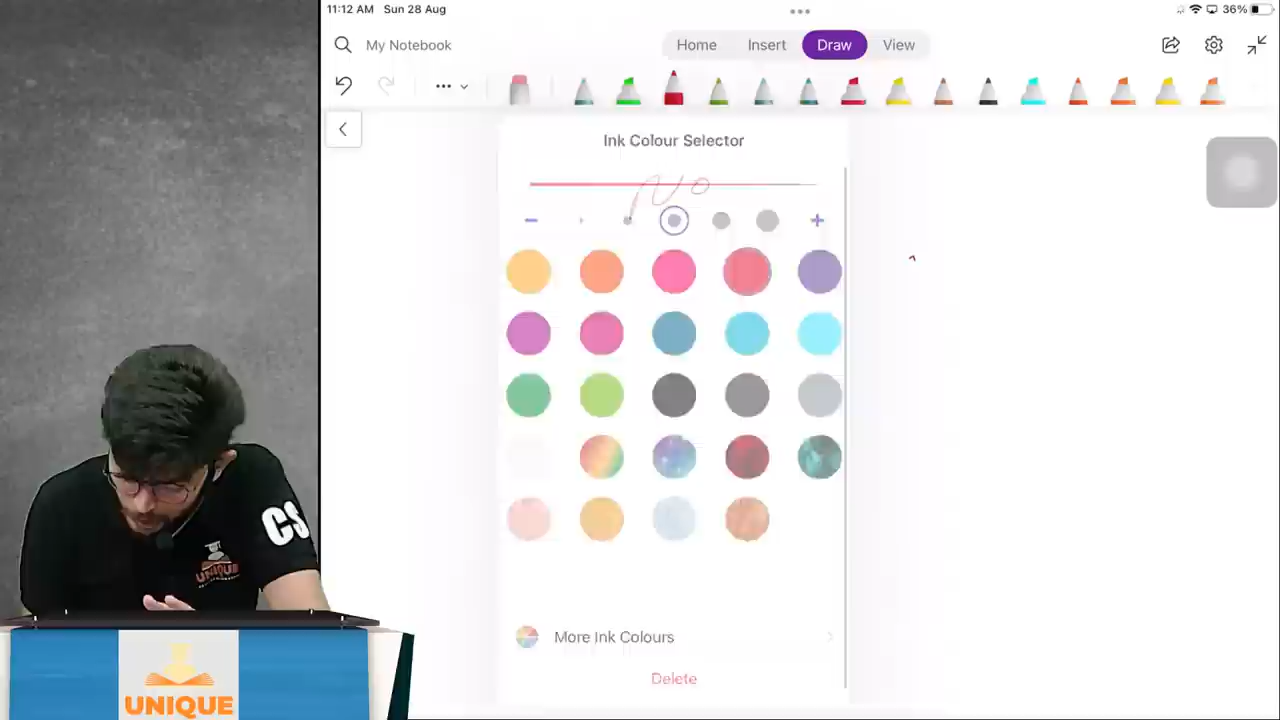 11:12 AM Sun 28 Aug
36%
My Notebook
Home Insert Draw View
Ink Colour Selector
No
More Ink Colours
Delete
CS
UNIQUE
UNIQUE